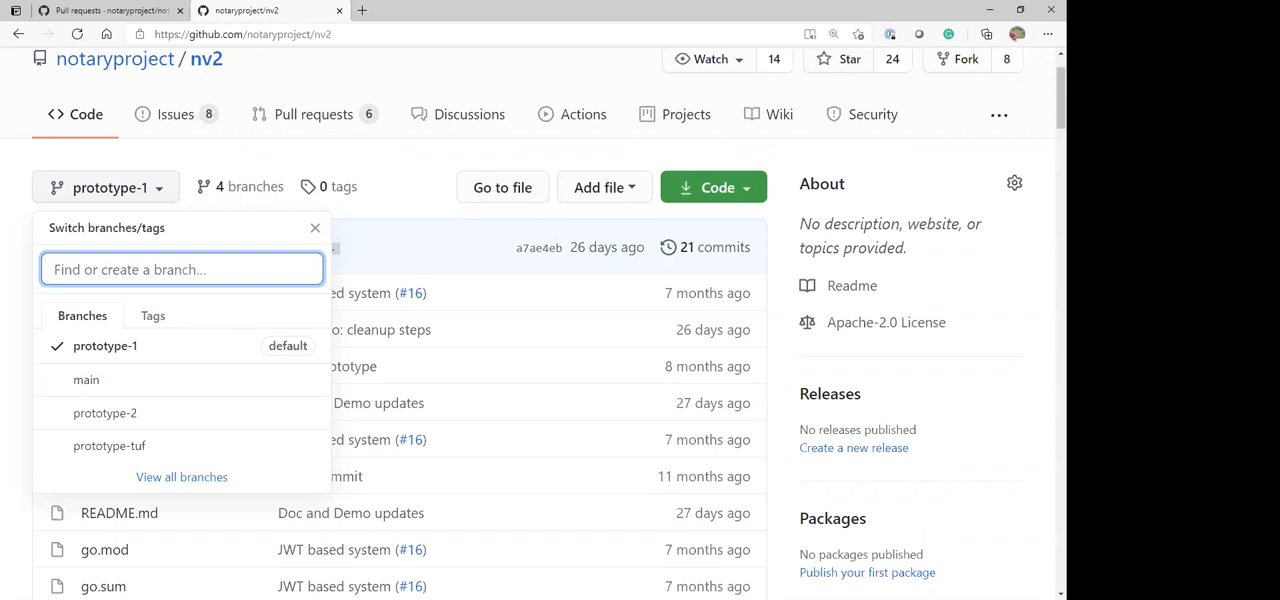 Pull requests · notaryproject/not
notaryproject/nv2
https://github.com/notaryproject/nv2
notaryproject / nv2
Watch 14
Star 24
Fork 8
Code
Issues 8
Pull requests 6
Discussions
Actions
Projects
Wiki
Security
prototype-1
4 branches
0 tags
Go to file
Add file
Code
Switch branches/tags
Find or create a branch...
Branches
Tags
prototype-1 default
main
prototype-2
prototype-tuf
View all branches
a7ae4eb 26 days ago 21 commits
ed system (#16) 7 months ago
o: cleanup steps 26 days ago
ototype 8 months ago
Demo updates 27 days ago
ed system (#16) 7 months ago
mmit 11 months ago
README.md Doc and Demo updates 27 days ago
go.mod JWT based system (#16) 7 months ago
go.sum JWT based system (#16) 7 months ago
About
No description, website, or
topics provided.
Readme
Apache-2.0 License
Releases
No releases published
Create a new release
Packages
No packages published
Publish your first package